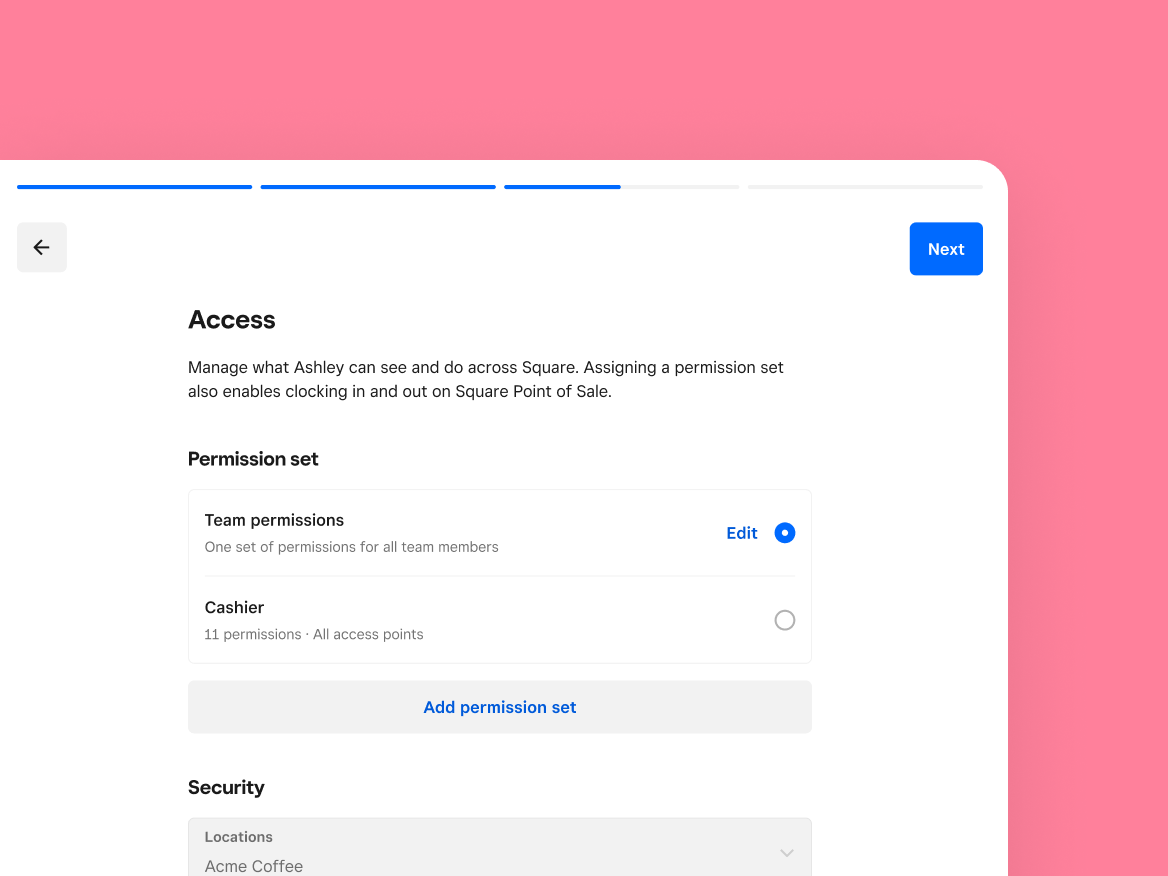 Next
Access
Manage what Ashley can see and do across Square. Assigning a permission set
also enables clocking in and out on Square Point of Sale.
Permission set
Team permissions
Edit
One set of permissions for all team members
Cashier
11 permissions · All access points
Add permission set
Security
Locations
Acme Coffee